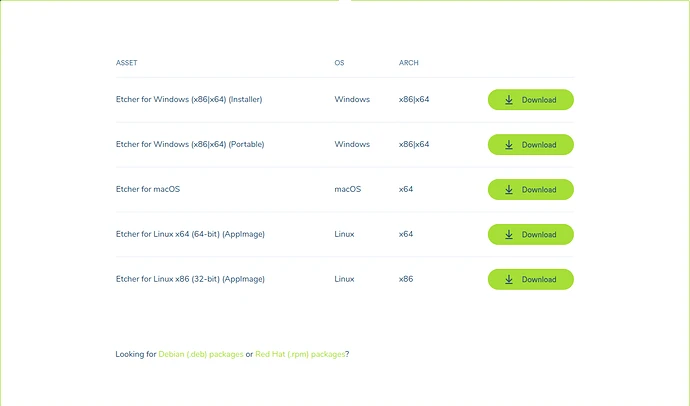 ASSET OS ARCH
Etcher for Windows (x86|x64) (Installer) Windows x86|x64 Download
Etcher for Windows (x86|x64) (Portable) Windows x86|x64 Download
Etcher for macOS macOS x64 Download
Etcher for Linux x64 (64-bit) (AppImage) Linux x64 Download
Etcher for Linux x86 (32-bit) (AppImage) Linux x86 Download
Looking for Debian (.deb) packages or Red Hat (.rpm) packages?